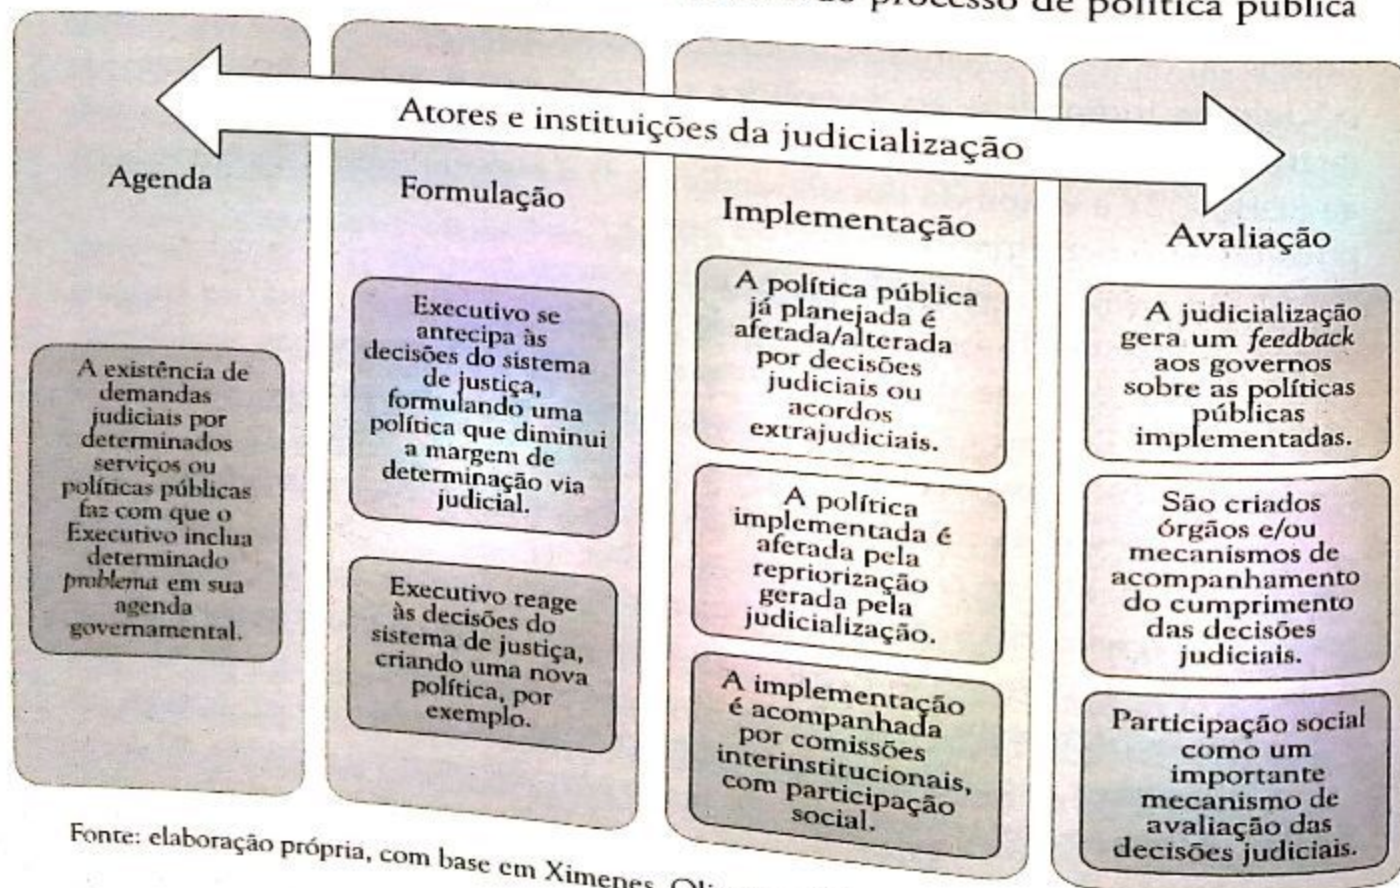 processo de política pública
Atores e instituições da judicialização
Agenda
A existência de
demandas
judiciais por
determinados
serviços ou
políticas públicas
faz com que o
Executivo inclua
determinado
problema em sua
agenda
governamental.
Formulação
Executivo se
antecipa às
decisões do sistema
de justiça,
formulando uma
política que diminui
a margem de
determinação via
judicial.
Executivo reage
às decisões do
sistema de justiça,
criando uma nova
política, por
exemplo.
Implementação
A política pública
já planejada é
afetada/alterada
por decisões
judiciais ou
acordos
extrajudiciais.
A política
implementada é
afetada pela
repriorização
gerada pela
judicialização.
A implementação
é acompanhada
por comissões
interinstitucionais,
com participação
social.
Avaliação
A judicialização
gera um feedback
aos governos
sobre as políticas
públicas
implementadas.
São criados
órgãos e/ou
mecanismos de
acompanhamento
do cumprimento
das decisões
judiciais.
Participação social
como um
importante
mecanismo de
avaliação das
decisões judiciais.
Fonte: elaboração própria, com base em Ximenes,